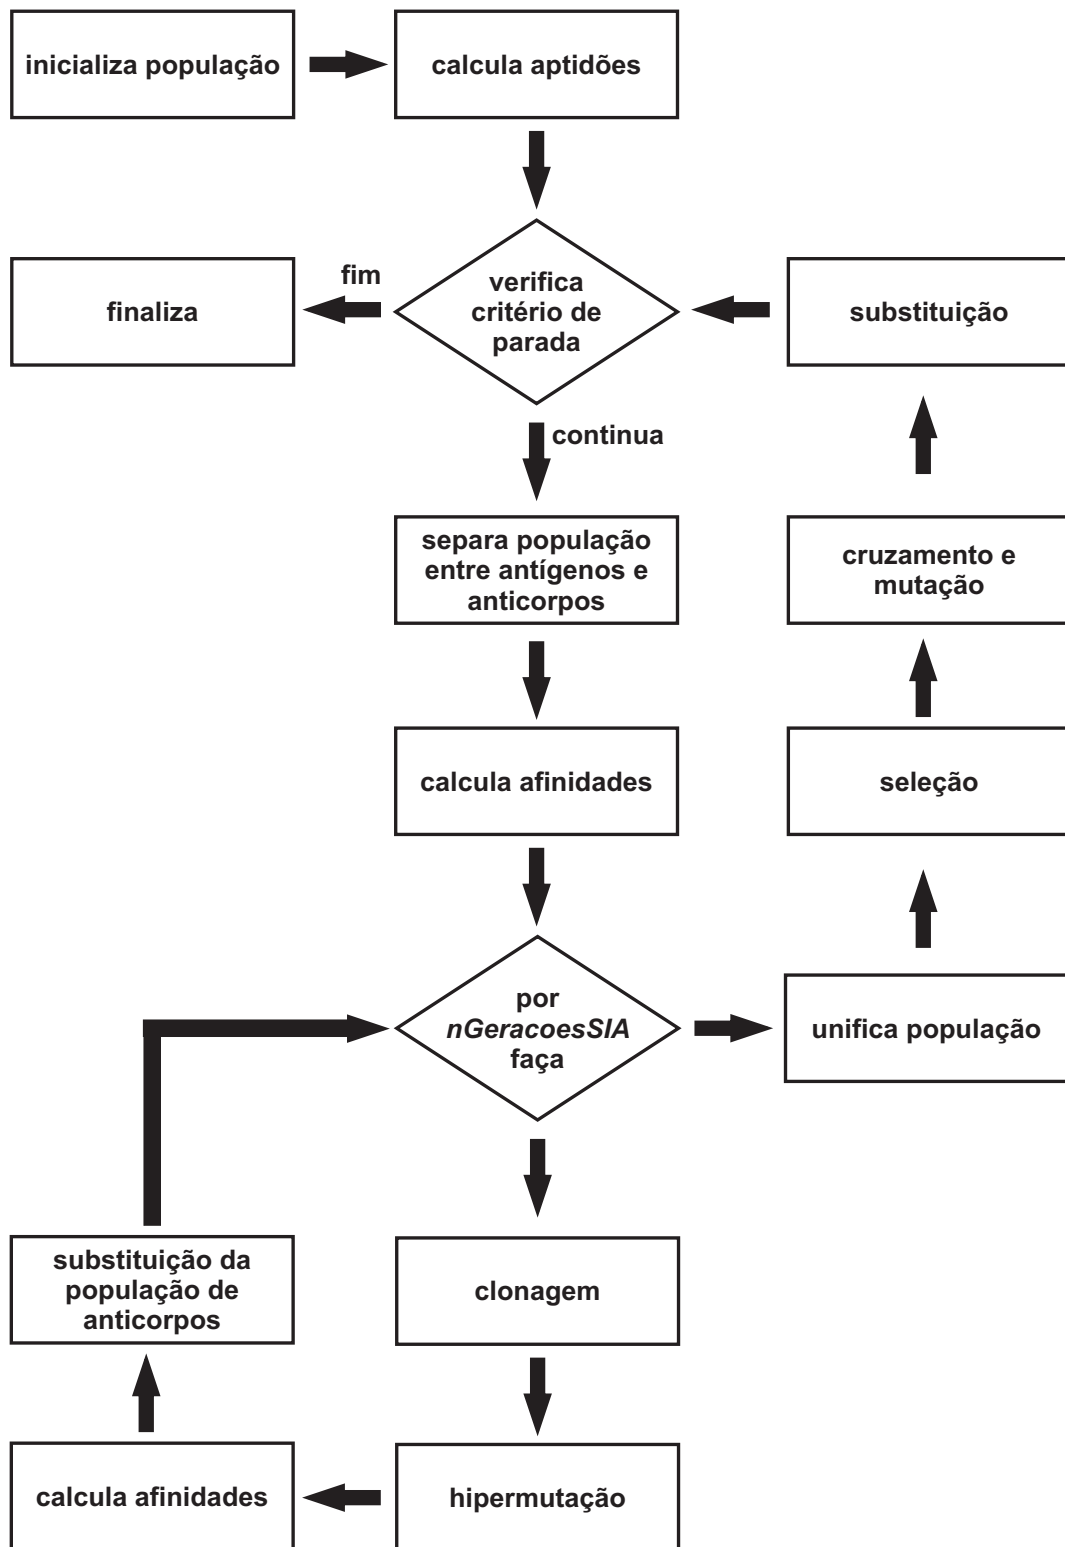 inicializa população
calcula aptidões
fim
finaliza
verifica
critério de
parada
substituição
continua
separa população
entre antígenos e
anticorpos
cruzamento e
mutação
calcula afinidades
seleção
por
nGeracoesSIA
faça
unifica população
substituição da
população de
anticorpos
clonagem
calcula afinidades
hipermutação